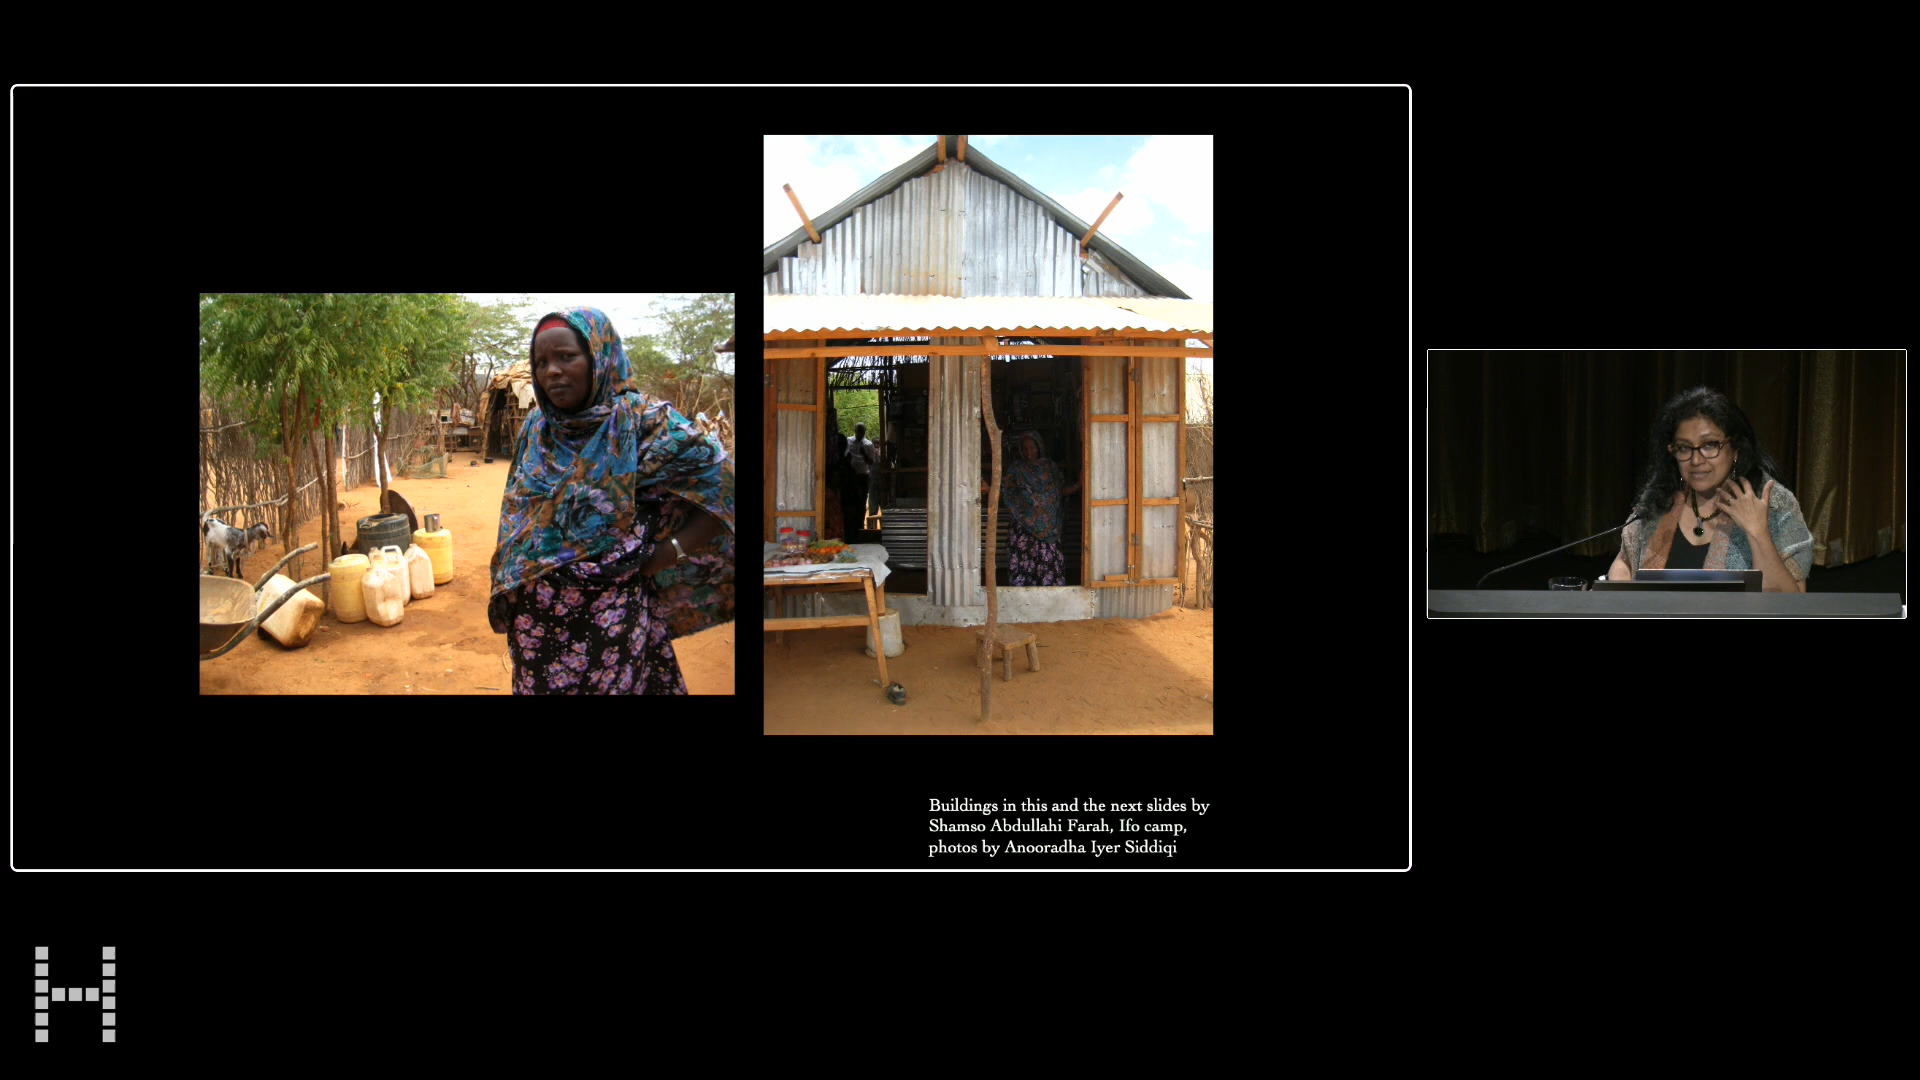 Buildings in this and the next slides by
Shamso Abdullahi Farah, Ifo camp,
photos by Anooradha Iyer Siddiqi
H